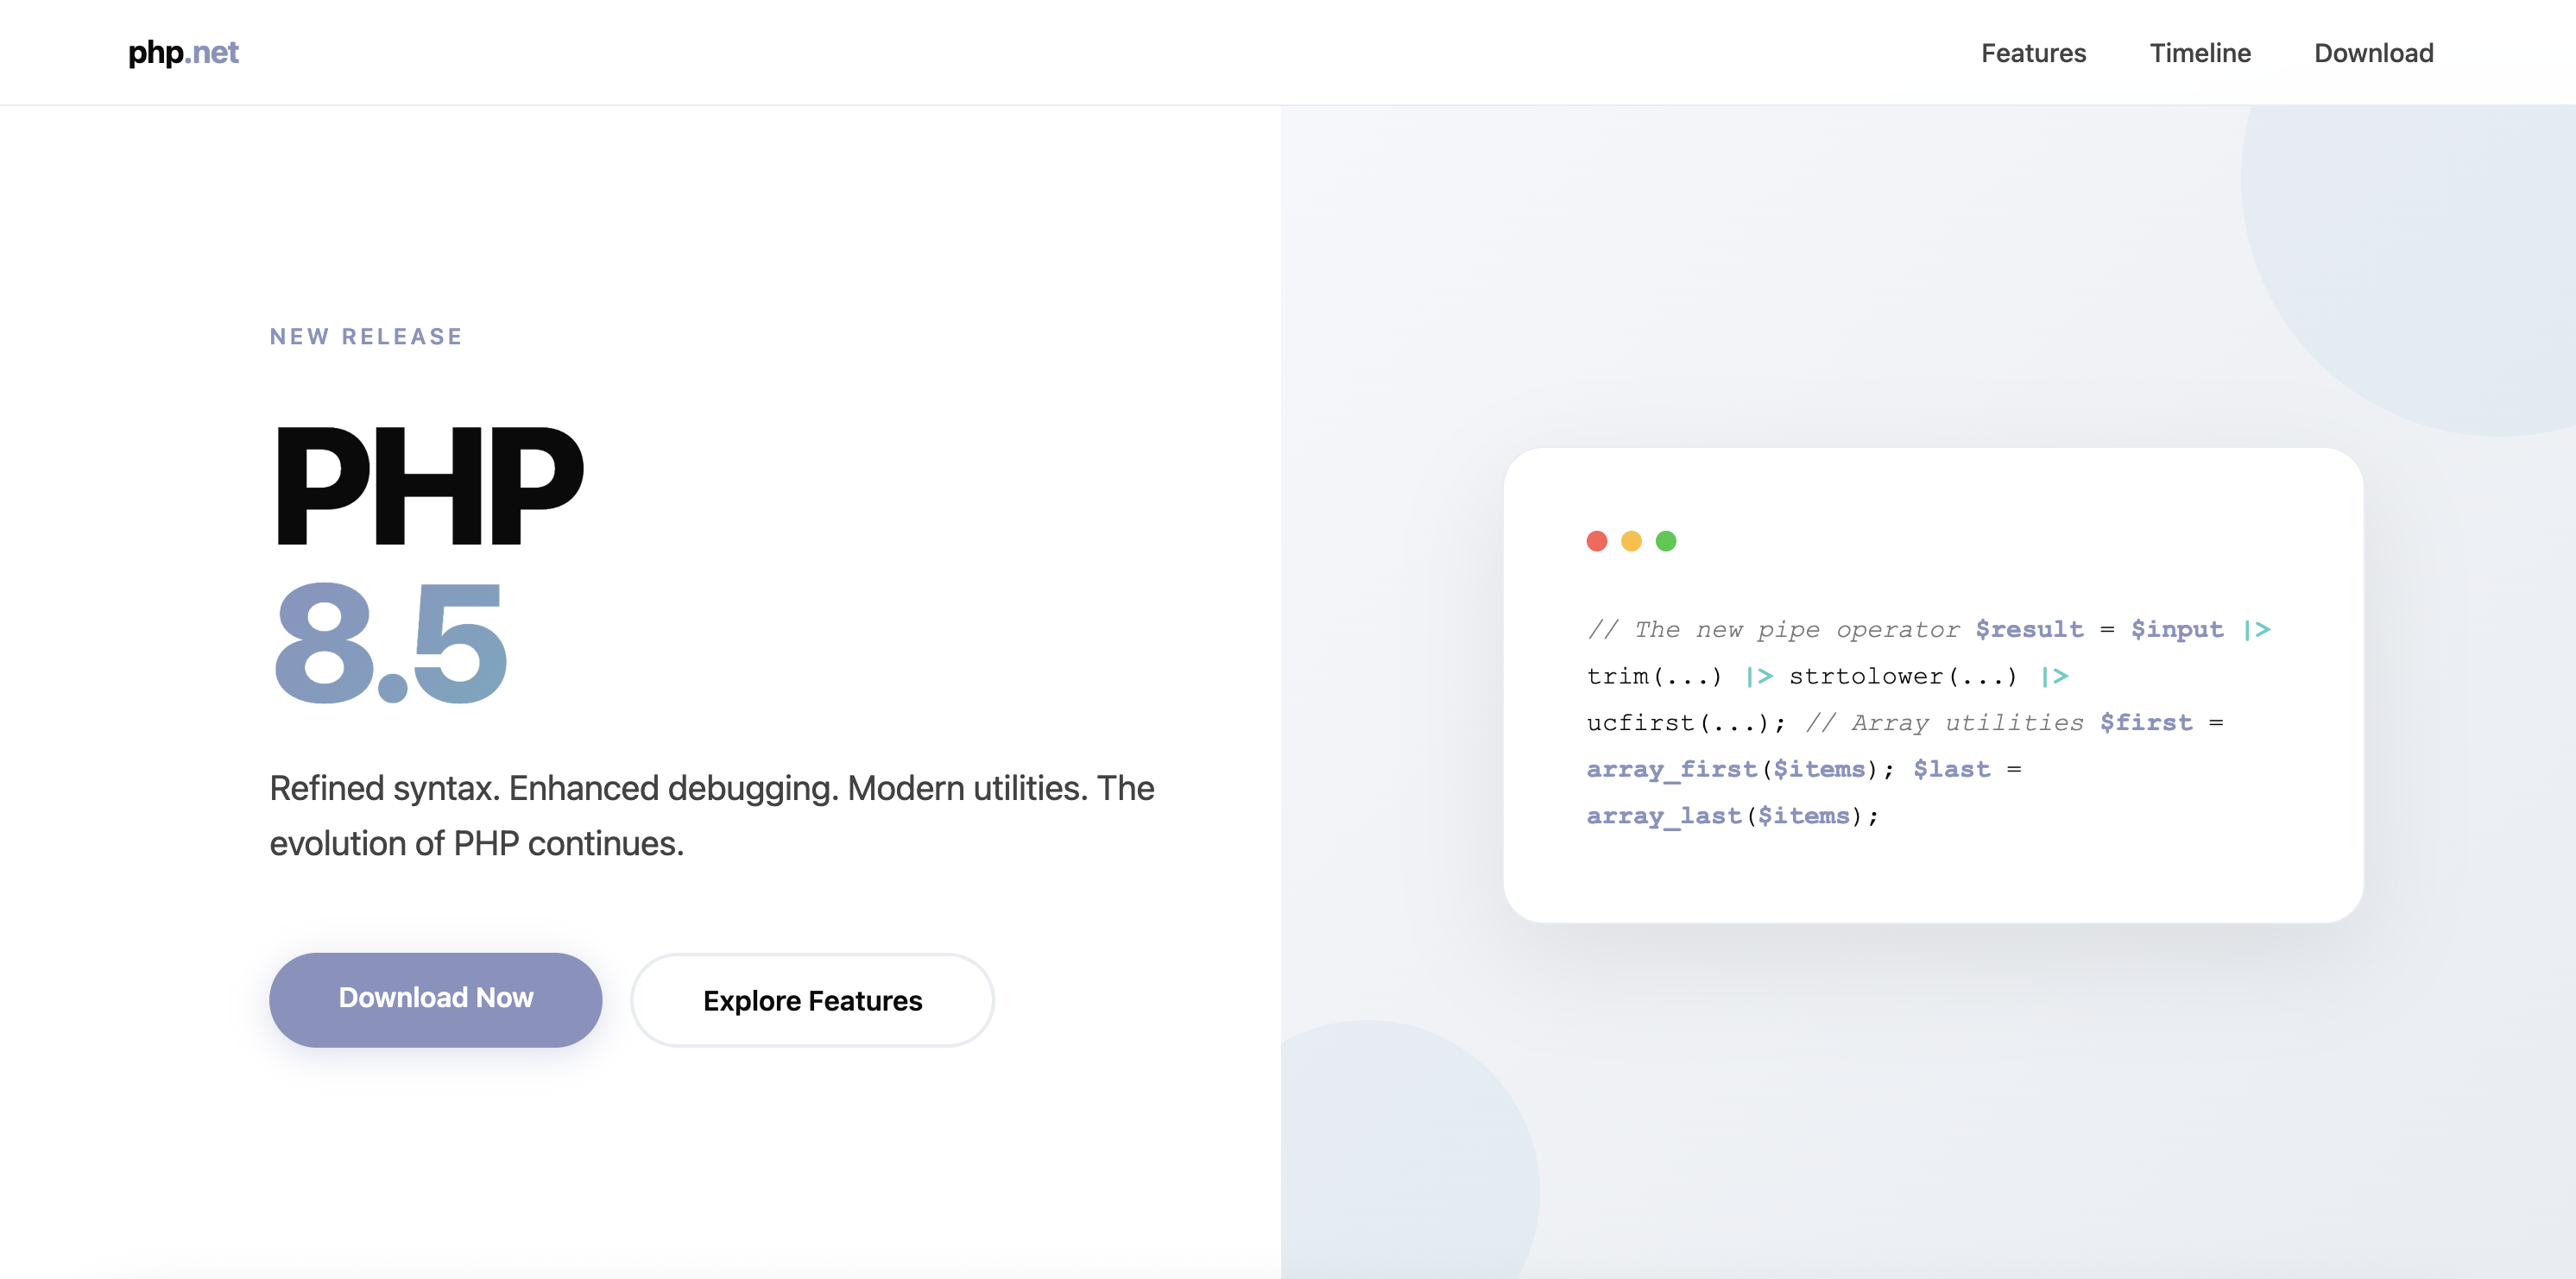 php.net
Features Timeline Download
NEW RELEASE
PHP
8.5
Refined syntax. Enhanced debugging. Modern utilities. The
evolution of PHP continues.
Download Now Explore Features
// The new pipe operator $result = $input |>
trim(...) |> strtolower(...) |>
ucfirst(...); // Array utilities $first =
array_first($items); $last =
array_last($items);